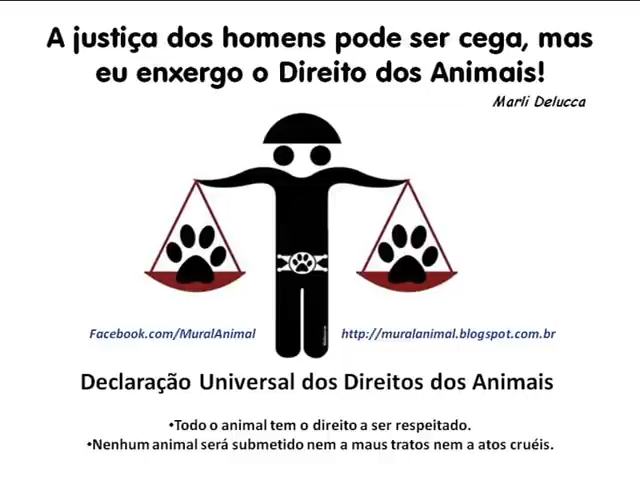 A justiça dos homens pode ser cega, mas
eu enxergo o Direito dos Animais!
Marli Delucca
Facebook.com/MuralAnimal
http://muralanimal.blogspot.com.br
Declaração Universal dos Direitos dos Animais
•Todo o animal tem o direito a ser respeitado.
•Nenhum animal será submetido nem a maus tratos nem a atos cruéis.